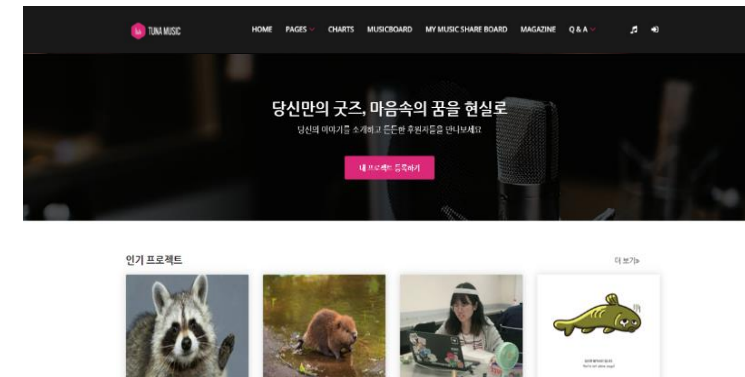 TUNA MUSIC
HOME PAGES CHARTS MUSICBOARD MY MUSIC SHARE BOARD MAGAZINE Q & A
당신만의 굿즈, 마음속의 꿈을 현실로
당신의 이야기를 소개하고 든든한 후원자들을 만나보세요
내 프로젝트 등록하기
인기 프로젝트
더 보기»